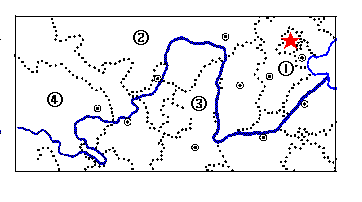 ②
①
④
③